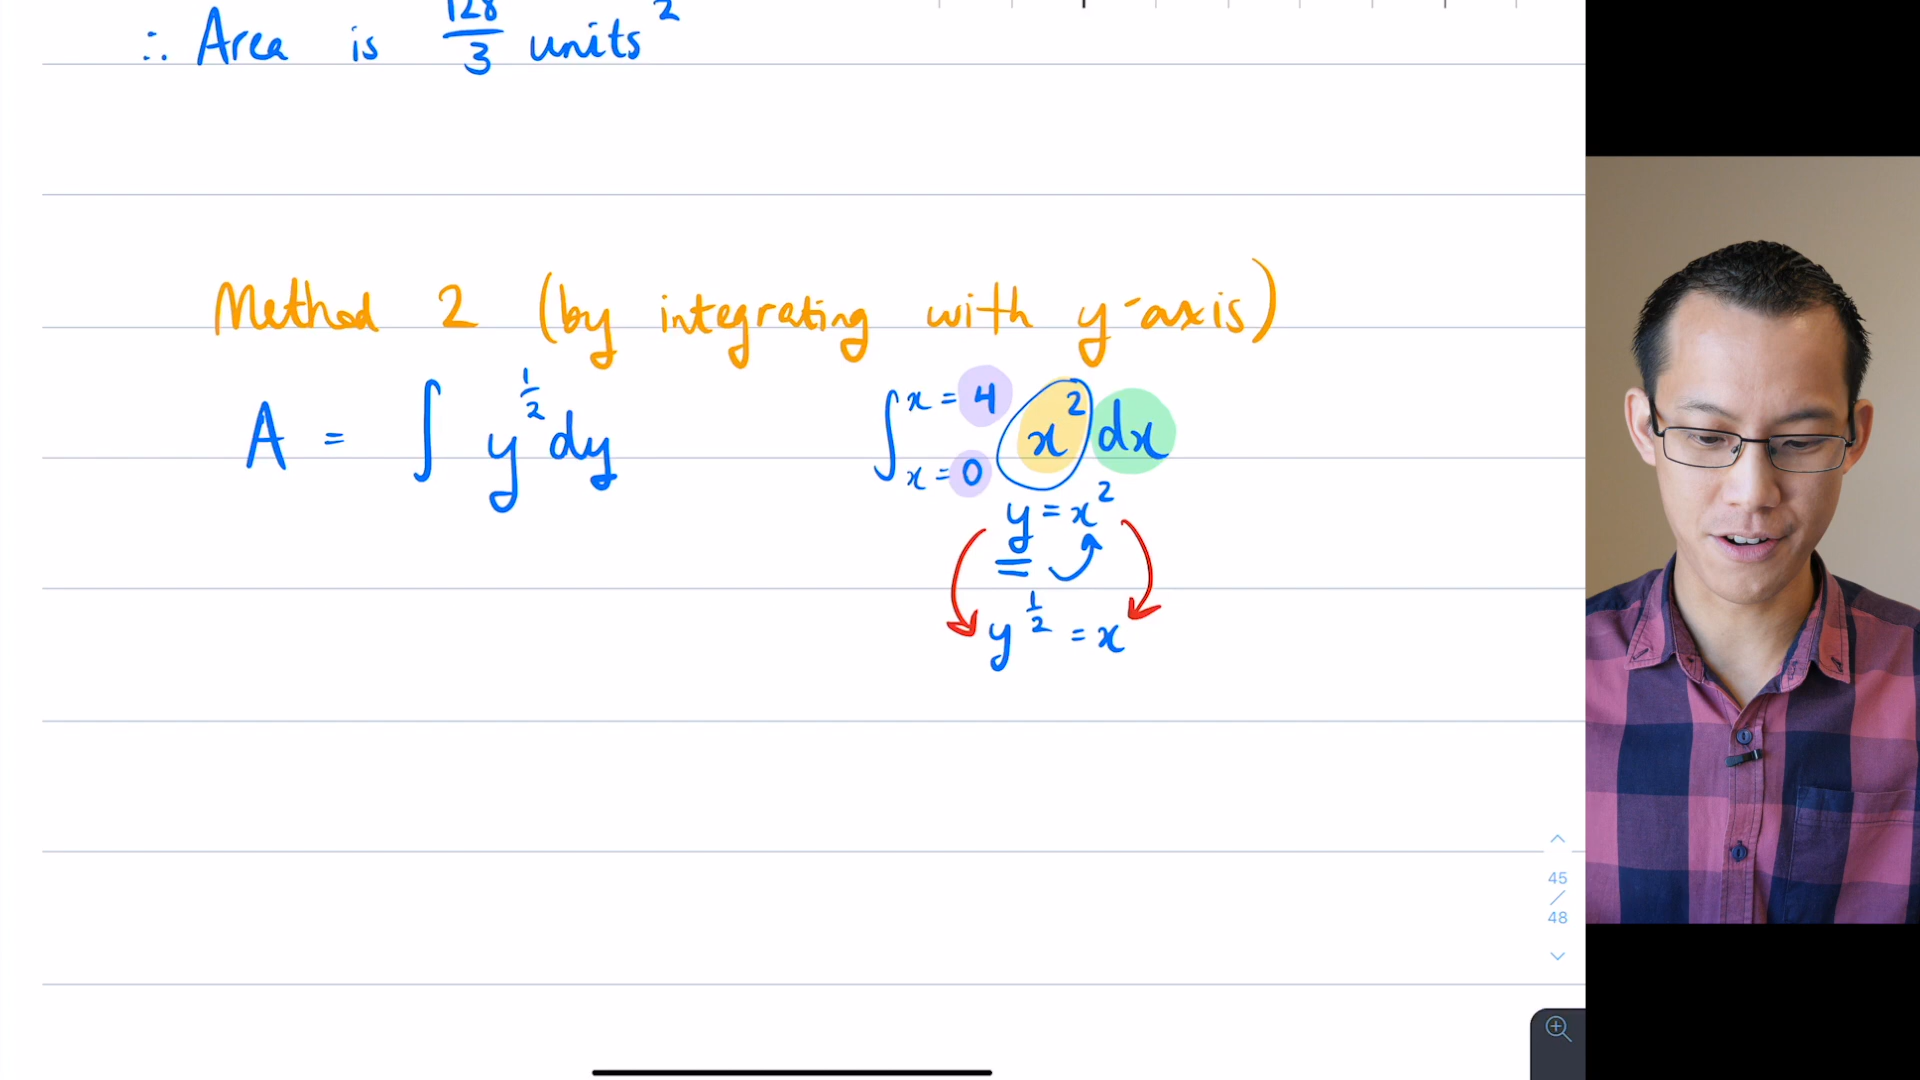 ∴ Area is 128/3 units²
Method 2 (by integrating with y-axis)
A = ∫ y^(1/2) dy
∫_(x=0)^(x=4) x² dx
y = x²
y^(1/2) = x
45
/
48